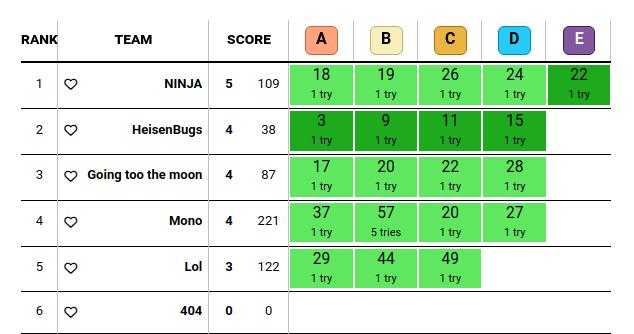 RANK TEAM SCORE A B C D E
1 NINJA 5 109 18 19 26 24 22
1 try 1 try 1 try 1 try 1 try
2 HeisenBugs 4 38 3 9 11 15
1 try 1 try 1 try 1 try
3 Going too the moon 4 87 17 20 22 28
1 try 1 try 1 try 1 try
4 Mono 4 221 37 57 20 27
1 try 5 tries 1 try 1 try
5 Lol 3 122 29 44 49
1 try 1 try 1 try
6 404 0 0